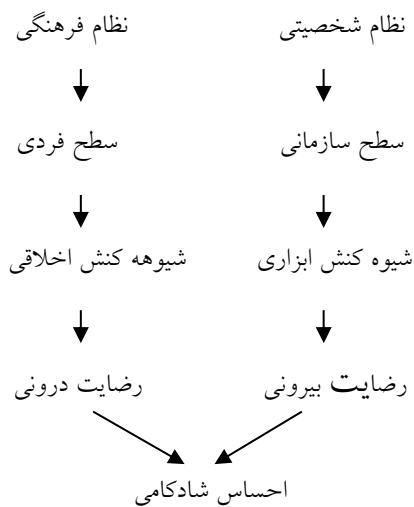 نظام شخصیتی نظام فرهنگی
سطح سازمانی سطح فردی
شیوه کنش ابزاری شیوهه کنش اخلاقی
رضایت بیرونی رضایت درونی
احساس شادکامی